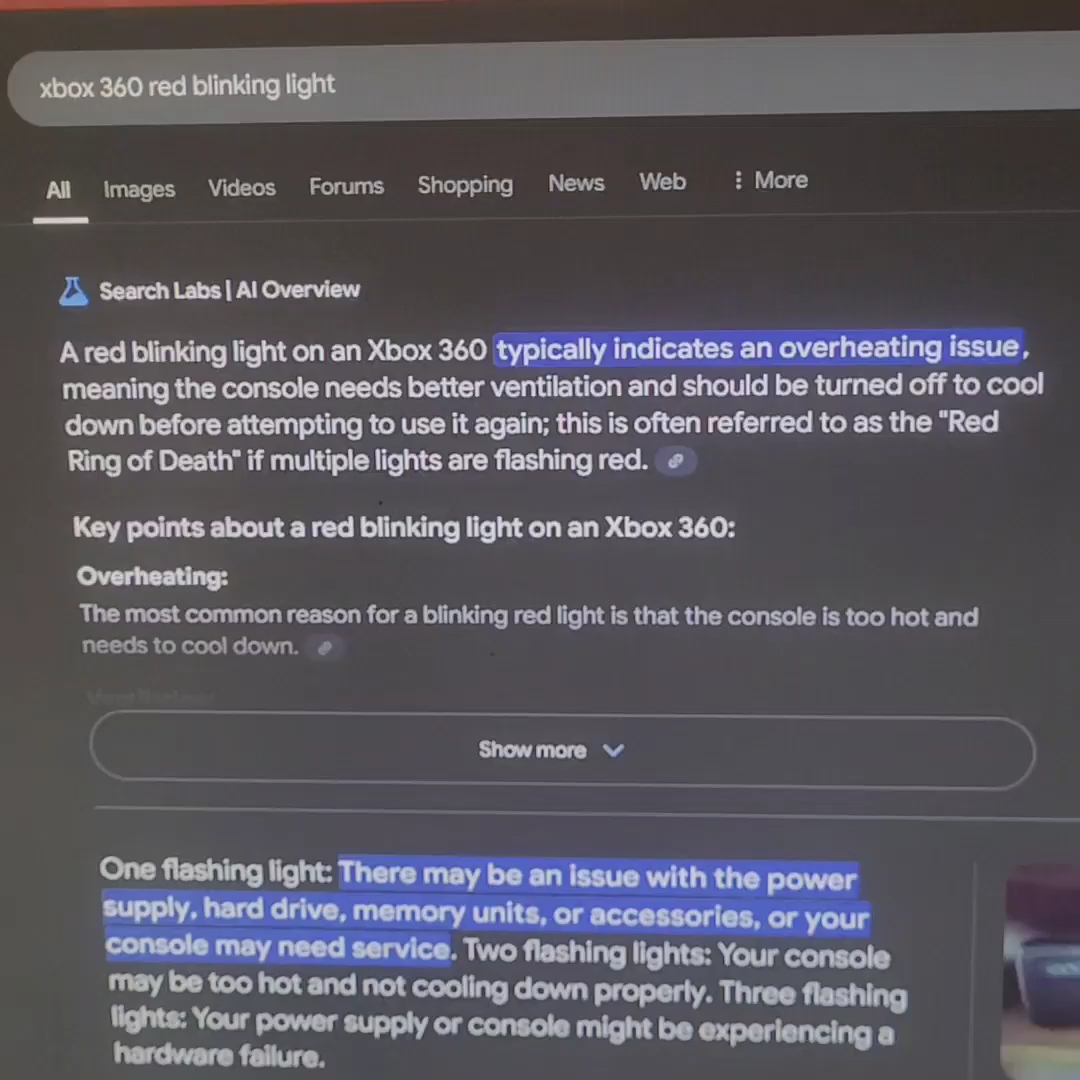 xbox 360 red blinking light
All Images Videos Forums Shopping News Web More
Search Labs | AI Overview
A red blinking light on an Xbox 360 typically indicates an overheating issue,
meaning the console needs better ventilation and should be turned off to cool
down before attempting to use it again; this is often referred to as the "Red
Ring of Death" if multiple lights are flashing red.
Key points about a red blinking light on an Xbox 360:
Overheating:
The most common reason for a blinking red light is that the console is too hot and
needs to cool down.
Show more
One flashing light: There may be an issue with the power
supply, hard drive, memory units, or accessories, or your
console may need service. Two flashing lights: Your console
may be too hot and not cooling down properly. Three flashing
lights: Your power supply or console might be experiencing a
hardware failure.